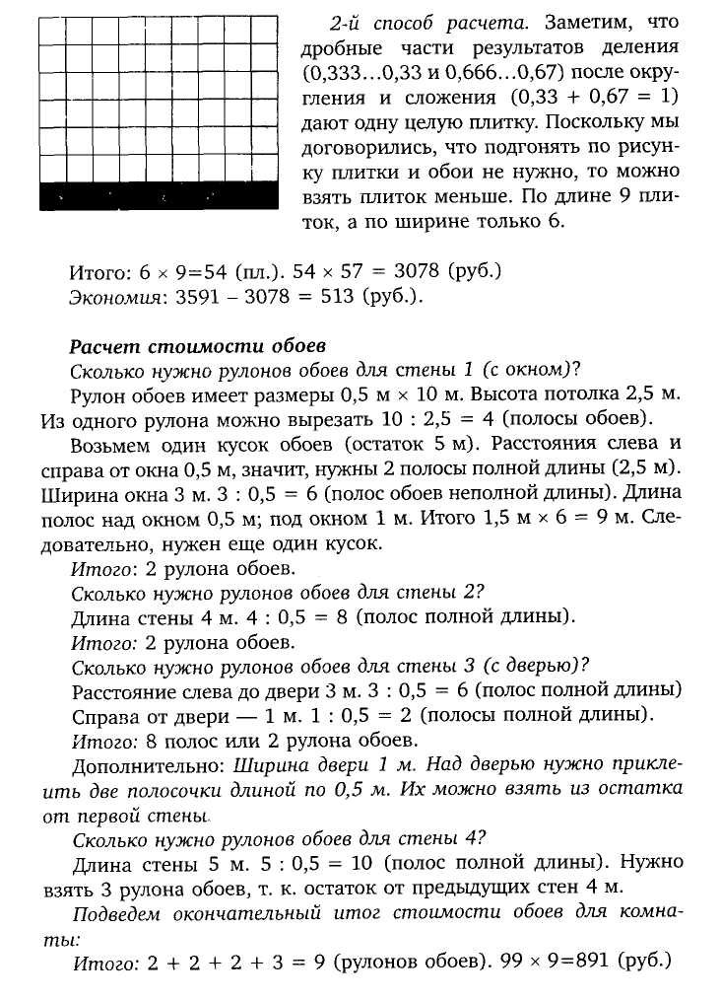 2-й способ расчета. Заметим, что
дробные части результатов деления
(0,333...0,33 и 0,666...0,67) после окру-
гления и сложения (0,33 + 0,67 = 1)
дают одну целую плитку. Поскольку мы
договорились, что подгонять по рисун-
ку плитки и обои не нужно, то можно
взять плиток меньше. По длине 9 пли-
ток, а по ширине только 6.
Итого: 6 × 9=54 (пл.). 54 × 57 = 3078 (руб.)
Экономия: 3591 – 3078 = 513 (руб.).
Расчет стоимости обоев
Сколько нужно рулонов обоев для стены 1 (с окном)?
Рулон обоев имеет размеры 0,5 м × 10 м. Высота потолка 2,5 м.
Из одного рулона можно вырезать 10 : 2,5 = 4 (полосы обоев).
Возьмем один кусок обоев (остаток 5 м). Расстояния слева и
справа от окна 0,5 м, значит, нужны 2 полосы полной длины (2,5 м).
Ширина окна 3 м. 3 : 0,5 = 6 (полос обоев неполной длины). Длина
полос над окном 0,5 м; под окном 1 м. Итого 1,5 м × 6 = 9 м. Сле-
довательно, нужен еще один кусок.
Итого: 2 рулона обоев.
Сколько нужно рулонов обоев для стены 2?
Длина стены 4 м. 4 : 0,5 = 8 (полос полной длины).
Итого: 2 рулона обоев.
Сколько нужно рулонов обоев для стены 3 (с дверью)?
Расстояние слева до двери 3 м. 3 : 0,5 = 6 (полос полной длины)
Справа от двери — 1 м. 1 : 0,5 = 2 (полосы полной длины).
Итого: 8 полос или 2 рулона обоев.
Дополнительно: Ширина двери 1 м. Над дверью нужно прикле-
ить две полосочки длиной по 0,5 м. Их можно взять из остатка
от первой стены.
Сколько нужно рулонов обоев для стены 4?
Длина стены 5 м. 5 : 0,5 = 10 (полос полной длины). Нужно
взять 3 рулона обоев, т. к. остаток от предыдущих стен 4 м.
Подведем окончательный итог стоимости обоев для комна-
ты:
Итого: 2 + 2 + 2 + 3 = 9 (рулонов обоев). 99 × 9=891 (руб.)